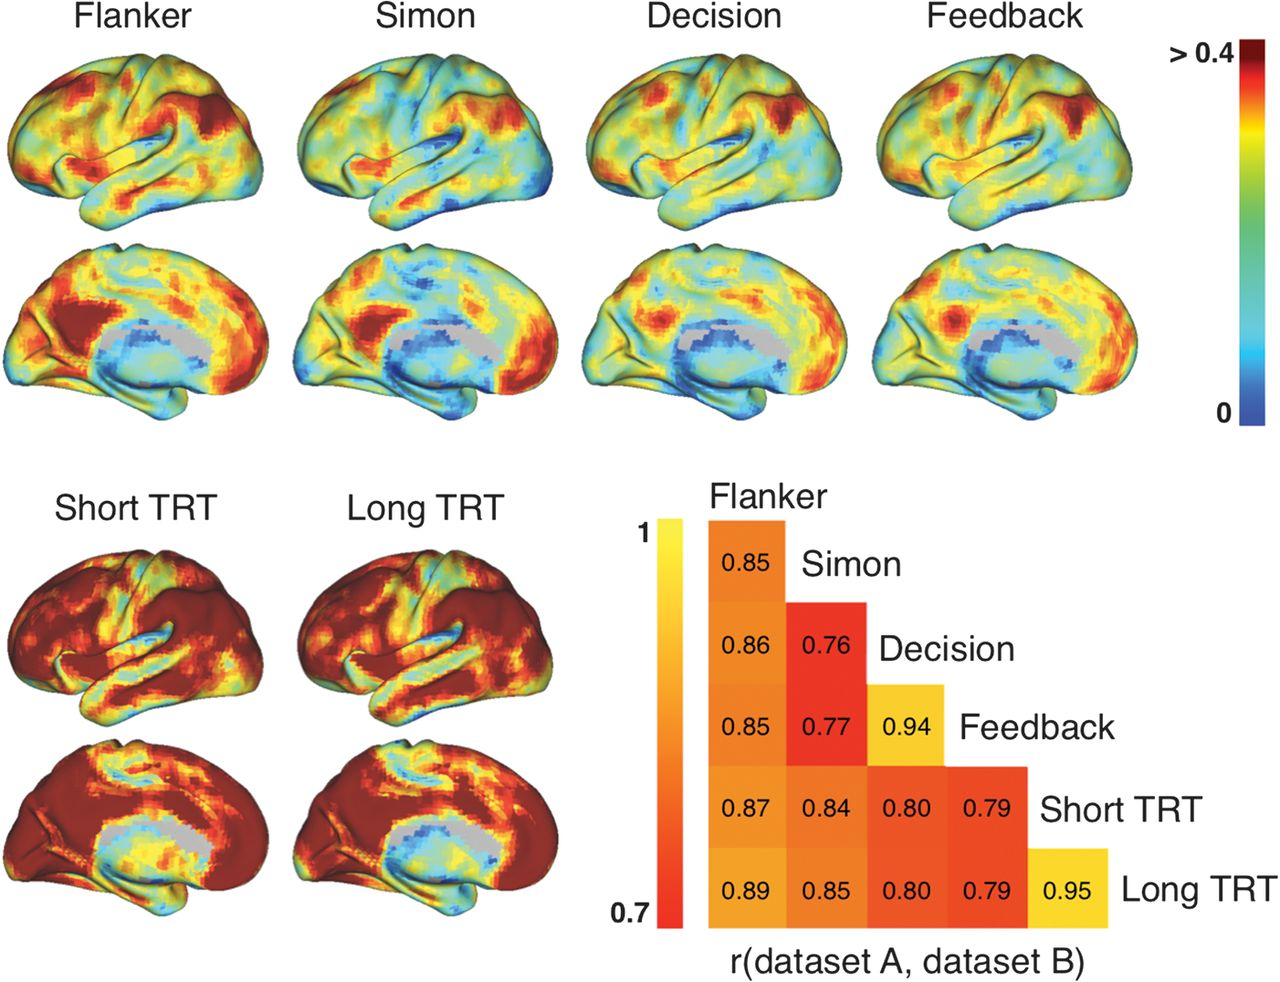 Flanker Simon Decision Feedback
> 0.4
0
Short TRT Long TRT
Flanker
1
0.85 Simon
0.86 0.76 Decision
0.85 0.77 0.94 Feedback
0.87 0.84 0.80 0.79 Short TRT
0.89 0.85 0.80 0.79 0.95 Long TRT
0.7
r(dataset A, dataset B)